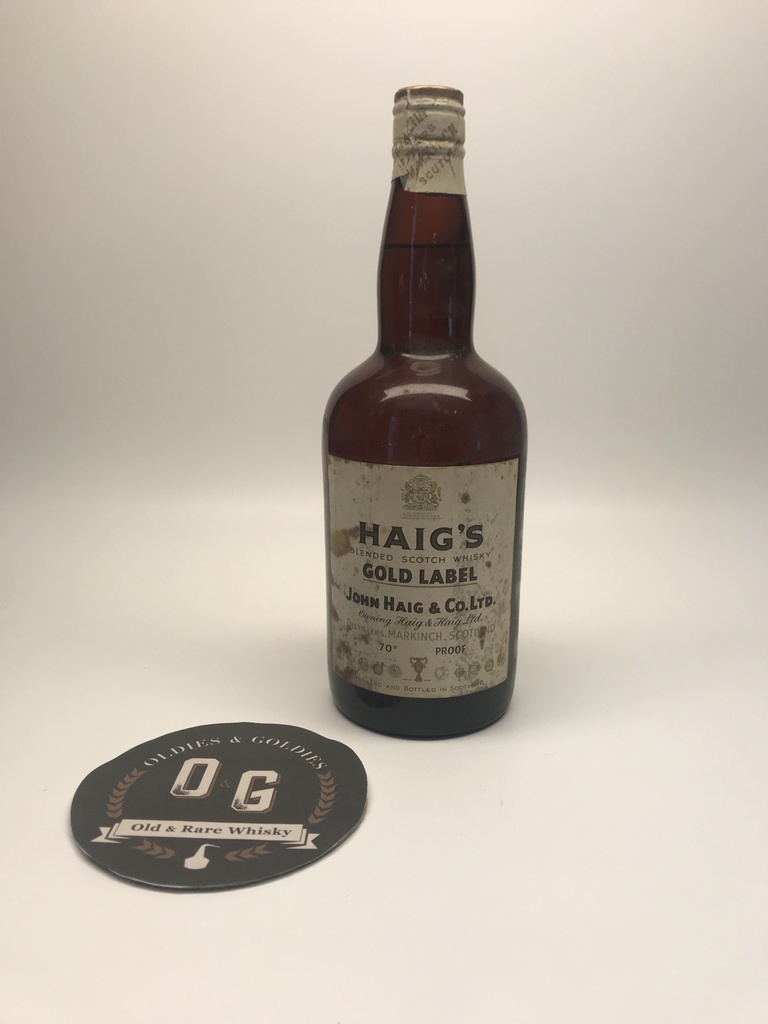 SCOTCH
HAIG'S
BLENDED SCOTCH WHISKY
GOLD LABEL
JOHN HAIG & CO. LTD.
Owning Haig & Haig Ltd.
DISTILLERS, MARKINCH, SCOTLAND
70° PROOF
AND BOTTLED IN SCOTLAND
OLDIES & GOLDIES
O & G
Old & Rare Whisky